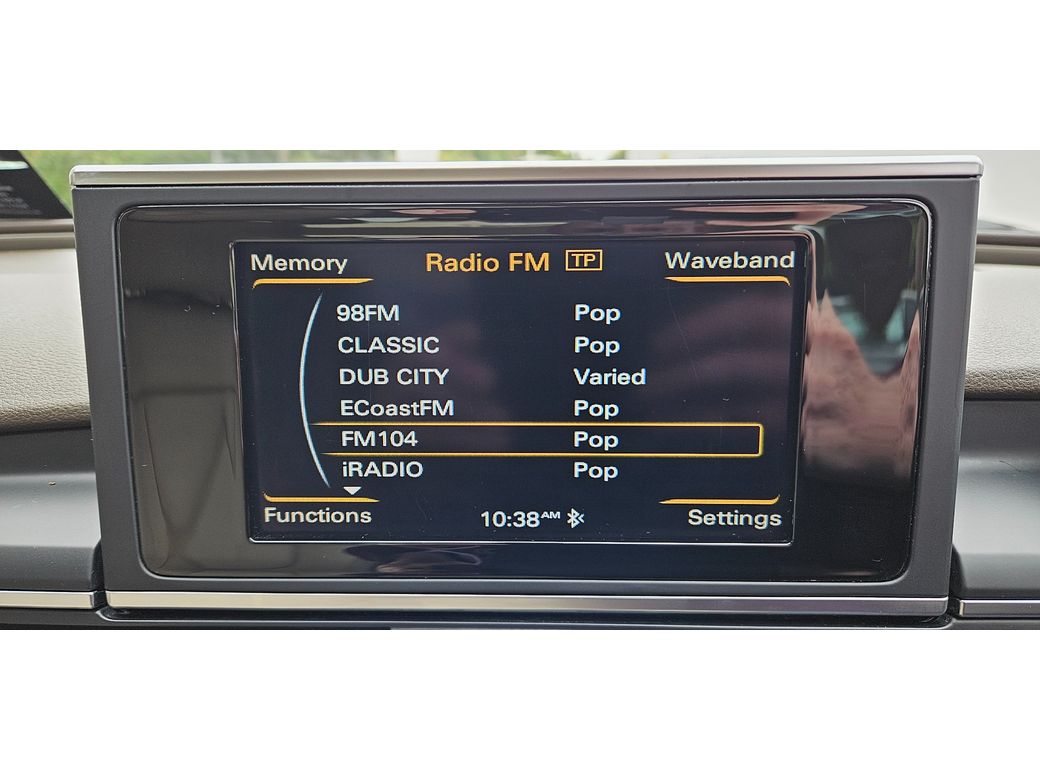 Memory Radio FM TP Waveband
98FM Pop
CLASSIC Pop
DUB CITY Varied
ECoastFM Pop
FM104 Pop
iRADIO Pop
Functions 10:38AM Settings